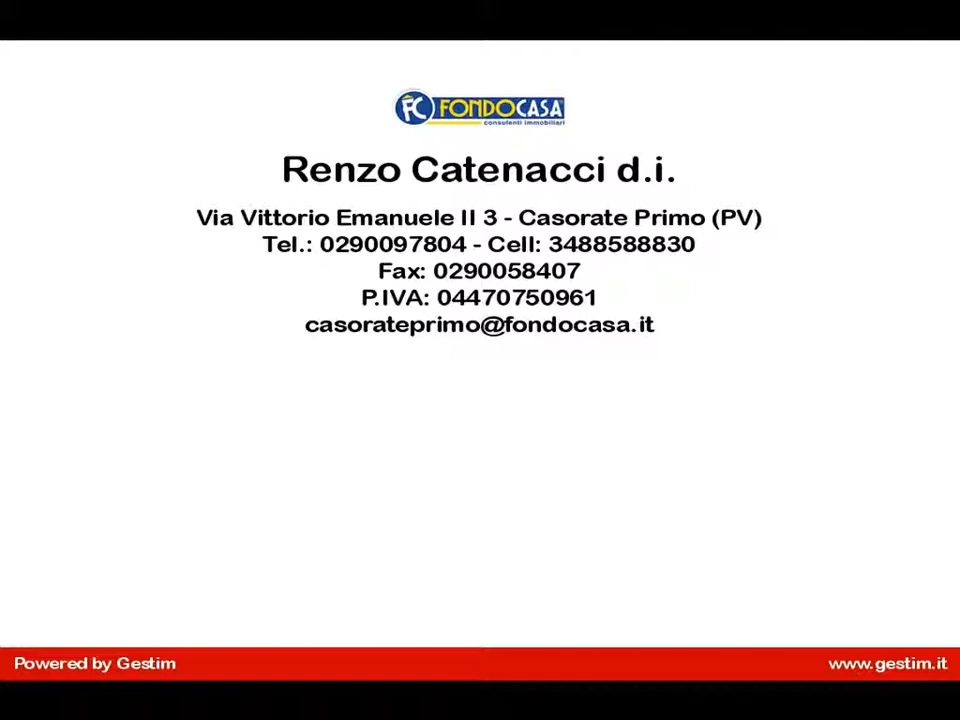 FC FONDOCASA
consulenti immobiliari
Renzo Catenacci d.i.
Via Vittorio Emanuele II 3 - Casorate Primo (PV)
Tel.: 0290097804 - Cell: 3488588830
Fax: 0290058407
P.IVA: 04470750961
casorateprimo@fondocasa.it
Powered by Gestim
www.gestim.it